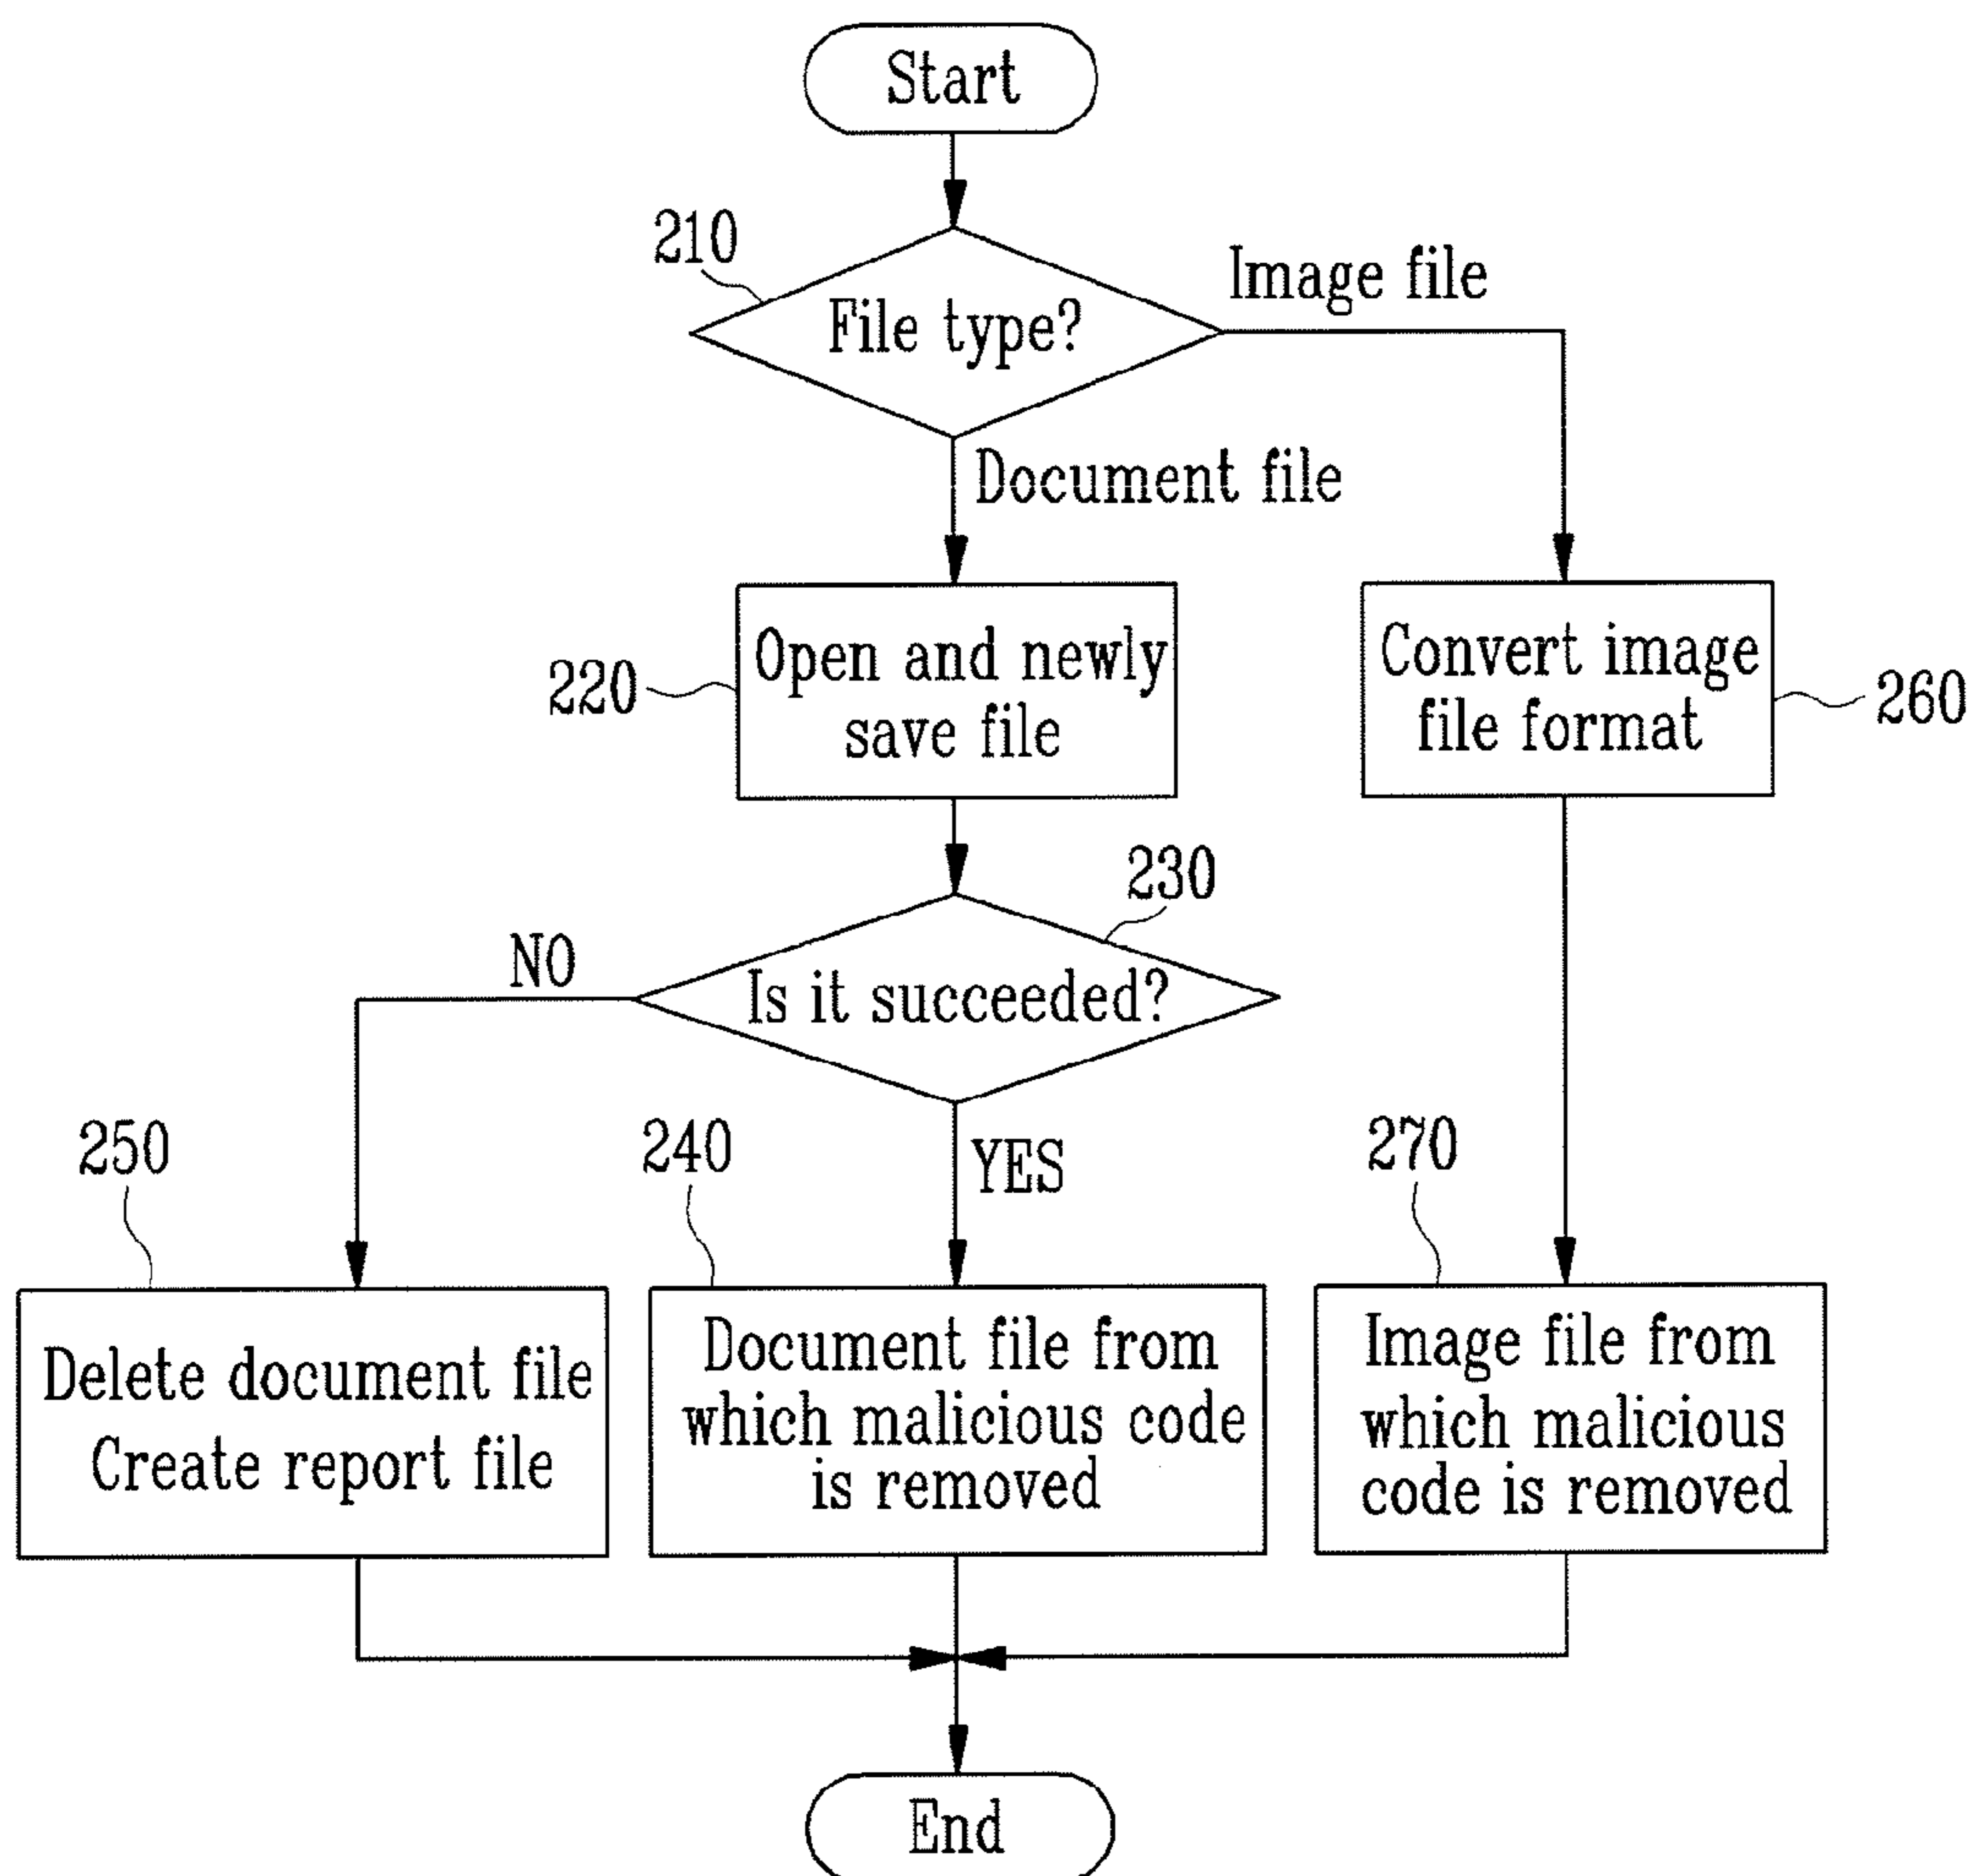 Start
210
File type?
Image file
Document file
220
Open and newly
save file
Convert image
file format
260
230
Is it succeeded?
NO
YES
250
Delete document file
Create report file
240
Document file from
which malicious code
is removed
270
Image file from
which malicious
code is removed
End